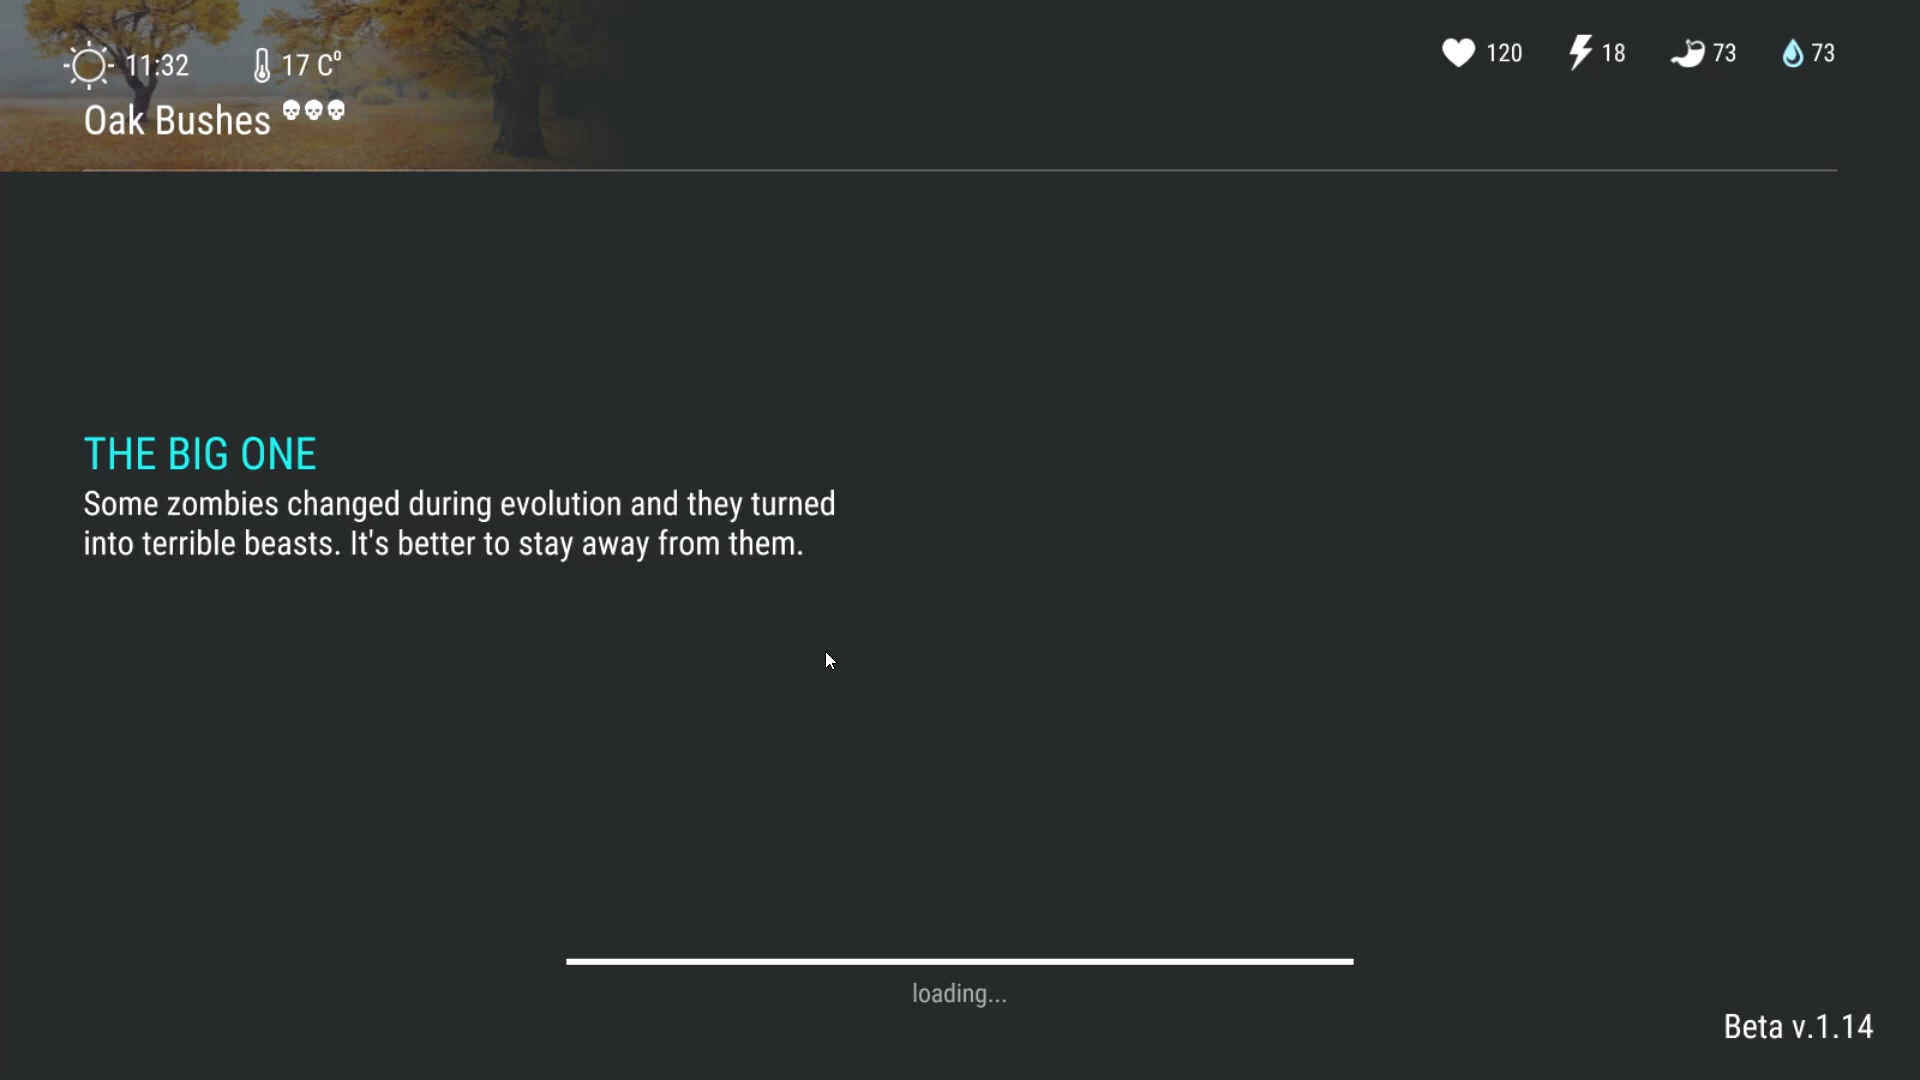 11:32 17 C⁰
120 18 73 73
Oak Bushes
THE BIG ONE
Some zombies changed during evolution and they turned
into terrible beasts. It's better to stay away from them.
loading...
Beta v.1.14